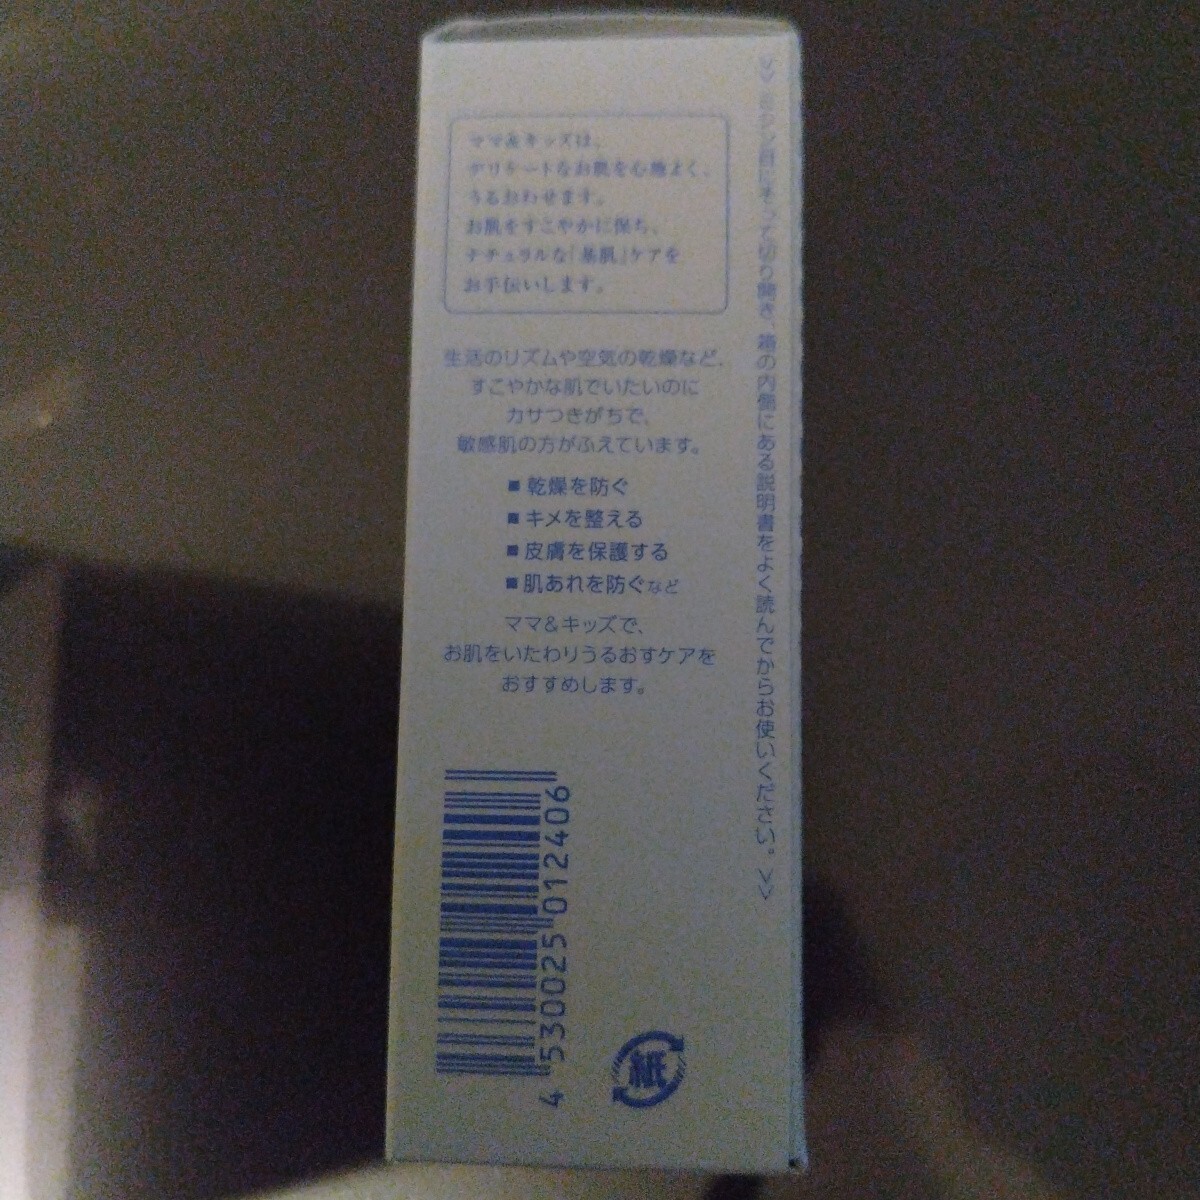 ママ&キッズは、
デリケートなお肌を心地よく、
うるおわせます。
お肌をすこやかに保ち、
ナチュラルな「基肌」ケアを
お手伝いします。
生活のリズムや空気の乾燥など、
すこやかな肌でいたいのに
カサつきがちで、
敏感肌の方がふえています。
■乾燥を防ぐ
■キメを整える
■皮膚を保護する
■肌あれを防ぐなど
ママ&キッズで、
お肌をいたわりうるおすケアを
おすすめします。
4 530025 012406
紙
>> ミシン目にそって切り開き、箱の内側にある説明書をよく読んでからお使いください。 >>